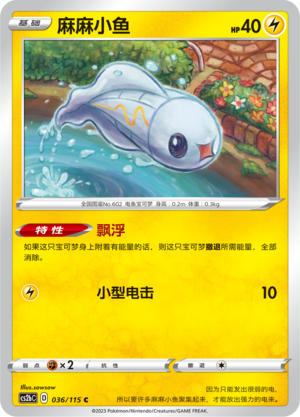 基础
麻麻小鱼
HP40
全国图鉴No.602 电鱼宝可梦 身高：0.2m 体重：0.3kg
特性 飘浮
如果这只宝可梦身上附着有能量的话，则这只宝可梦撤退所需能量，全部
消除。
小型电击 10
弱点 ×2 抵抗力 撤退
Illus.sowsow
CS2bC D 036/115 C
因为只能发出很弱的电，
所以要许多麻麻小鱼聚集起来，才能放出强力的电来。
©2023 Pokémon/Nintendo/Creatures/GAME FREAK.